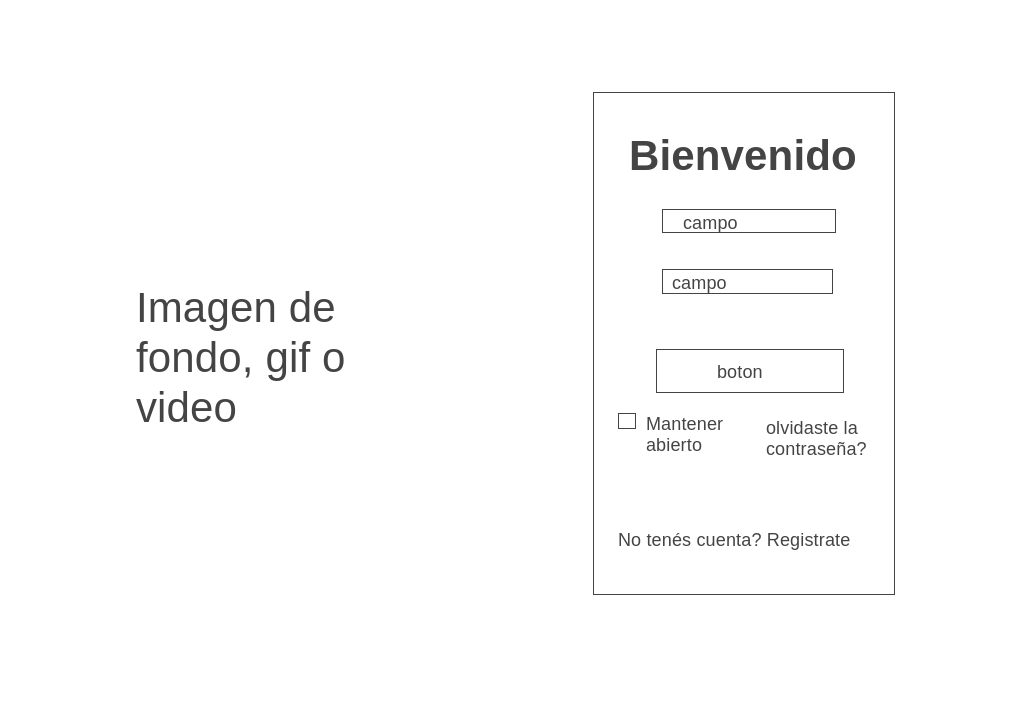 Imagen de
fondo, gif o
video
Bienvenido
campo
campo
boton
Mantener
abierto
olvidaste la
contraseña?
No tenés cuenta? Registrate